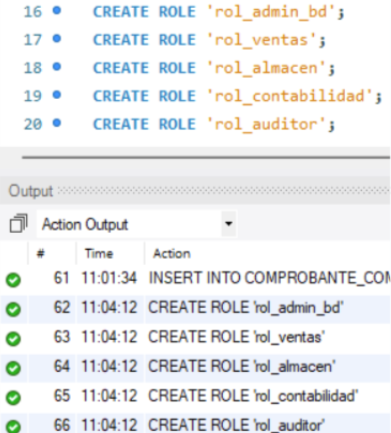 16 CREATE ROLE 'rol_admin_bd';
17 CREATE ROLE 'rol_ventas';
18 CREATE ROLE 'rol_almacen';
19 CREATE ROLE 'rol_contabilidad';
20 CREATE ROLE 'rol_auditor';
Output
Action Output
# Time Action
61 11:01:34 INSERT INTO COMPROBANTE_COM
62 11:04:12 CREATE ROLE 'rol_admin_bd'
63 11:04:12 CREATE ROLE 'rol_ventas'
64 11:04:12 CREATE ROLE 'rol_almacen'
65 11:04:12 CREATE ROLE 'rol_contabilidad'
66 11:04:12 CREATE ROLE 'rol_auditor'